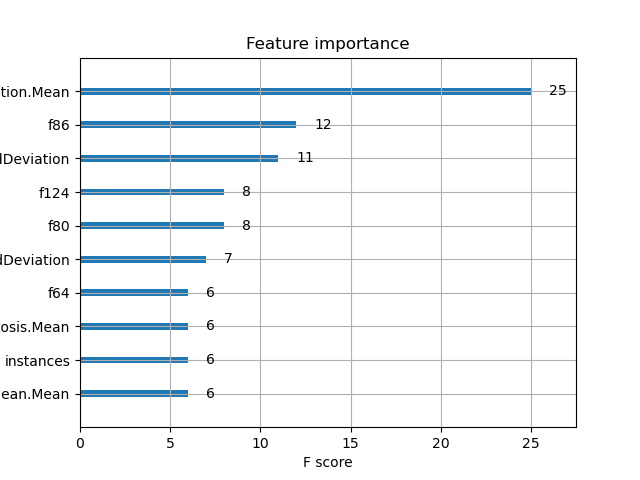 Feature importance
tion.Mean 25
f86 12
dDeviation 11
f124 8
f80 8
dDeviation 7
f64 6
osis.Mean 6
instances 6
ean.Mean 6
0 5 10 15 20 25
F score